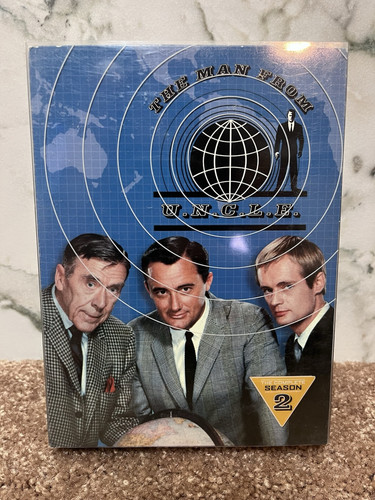 THE MAN FROM
U.N.C.L.E.
SEASON
2